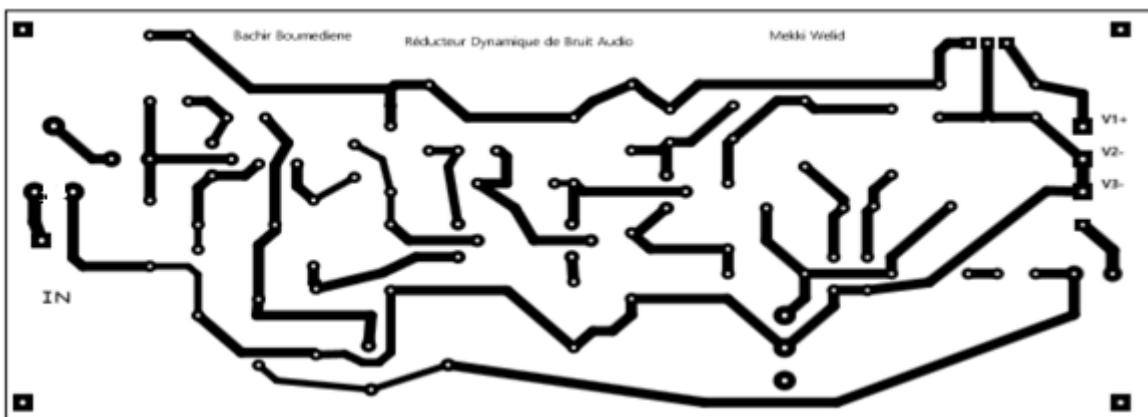 Bachir Boumediene
Réducteur Dynamique de Bruit Audio
Mekki Welid
V1+
V2-
V3-
IN